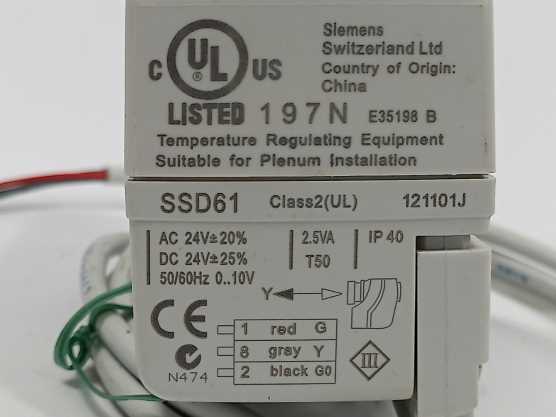 C UL ® US
LISTED 197N E35198 B
Siemens
Switzerland Ltd
Country of Origin:
China
Temperature Regulating Equipment
Suitable for Plenum Installation
SSD61 Class2(UL) 121101J
AC 24V±20% 2.5VA IP 40
DC 24V±25% T50
50/60Hz 0..10V
Y
CE
1 red G
8 gray Y
2 black G0
N474
III